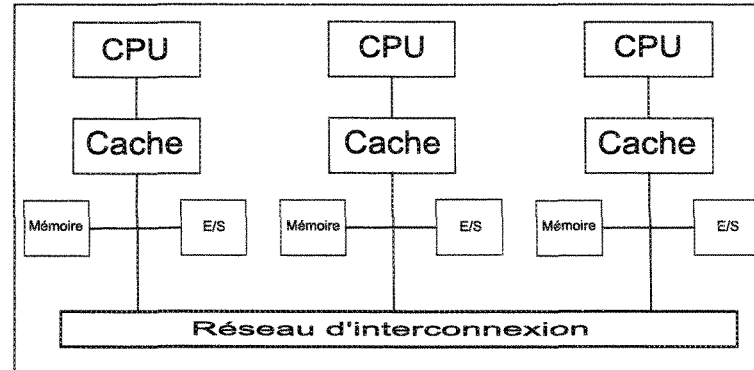 CPU CPU CPU
Cache Cache Cache
Mémoire E/S Mémoire E/S Mémoire E/S
Réseau d'interconnexion